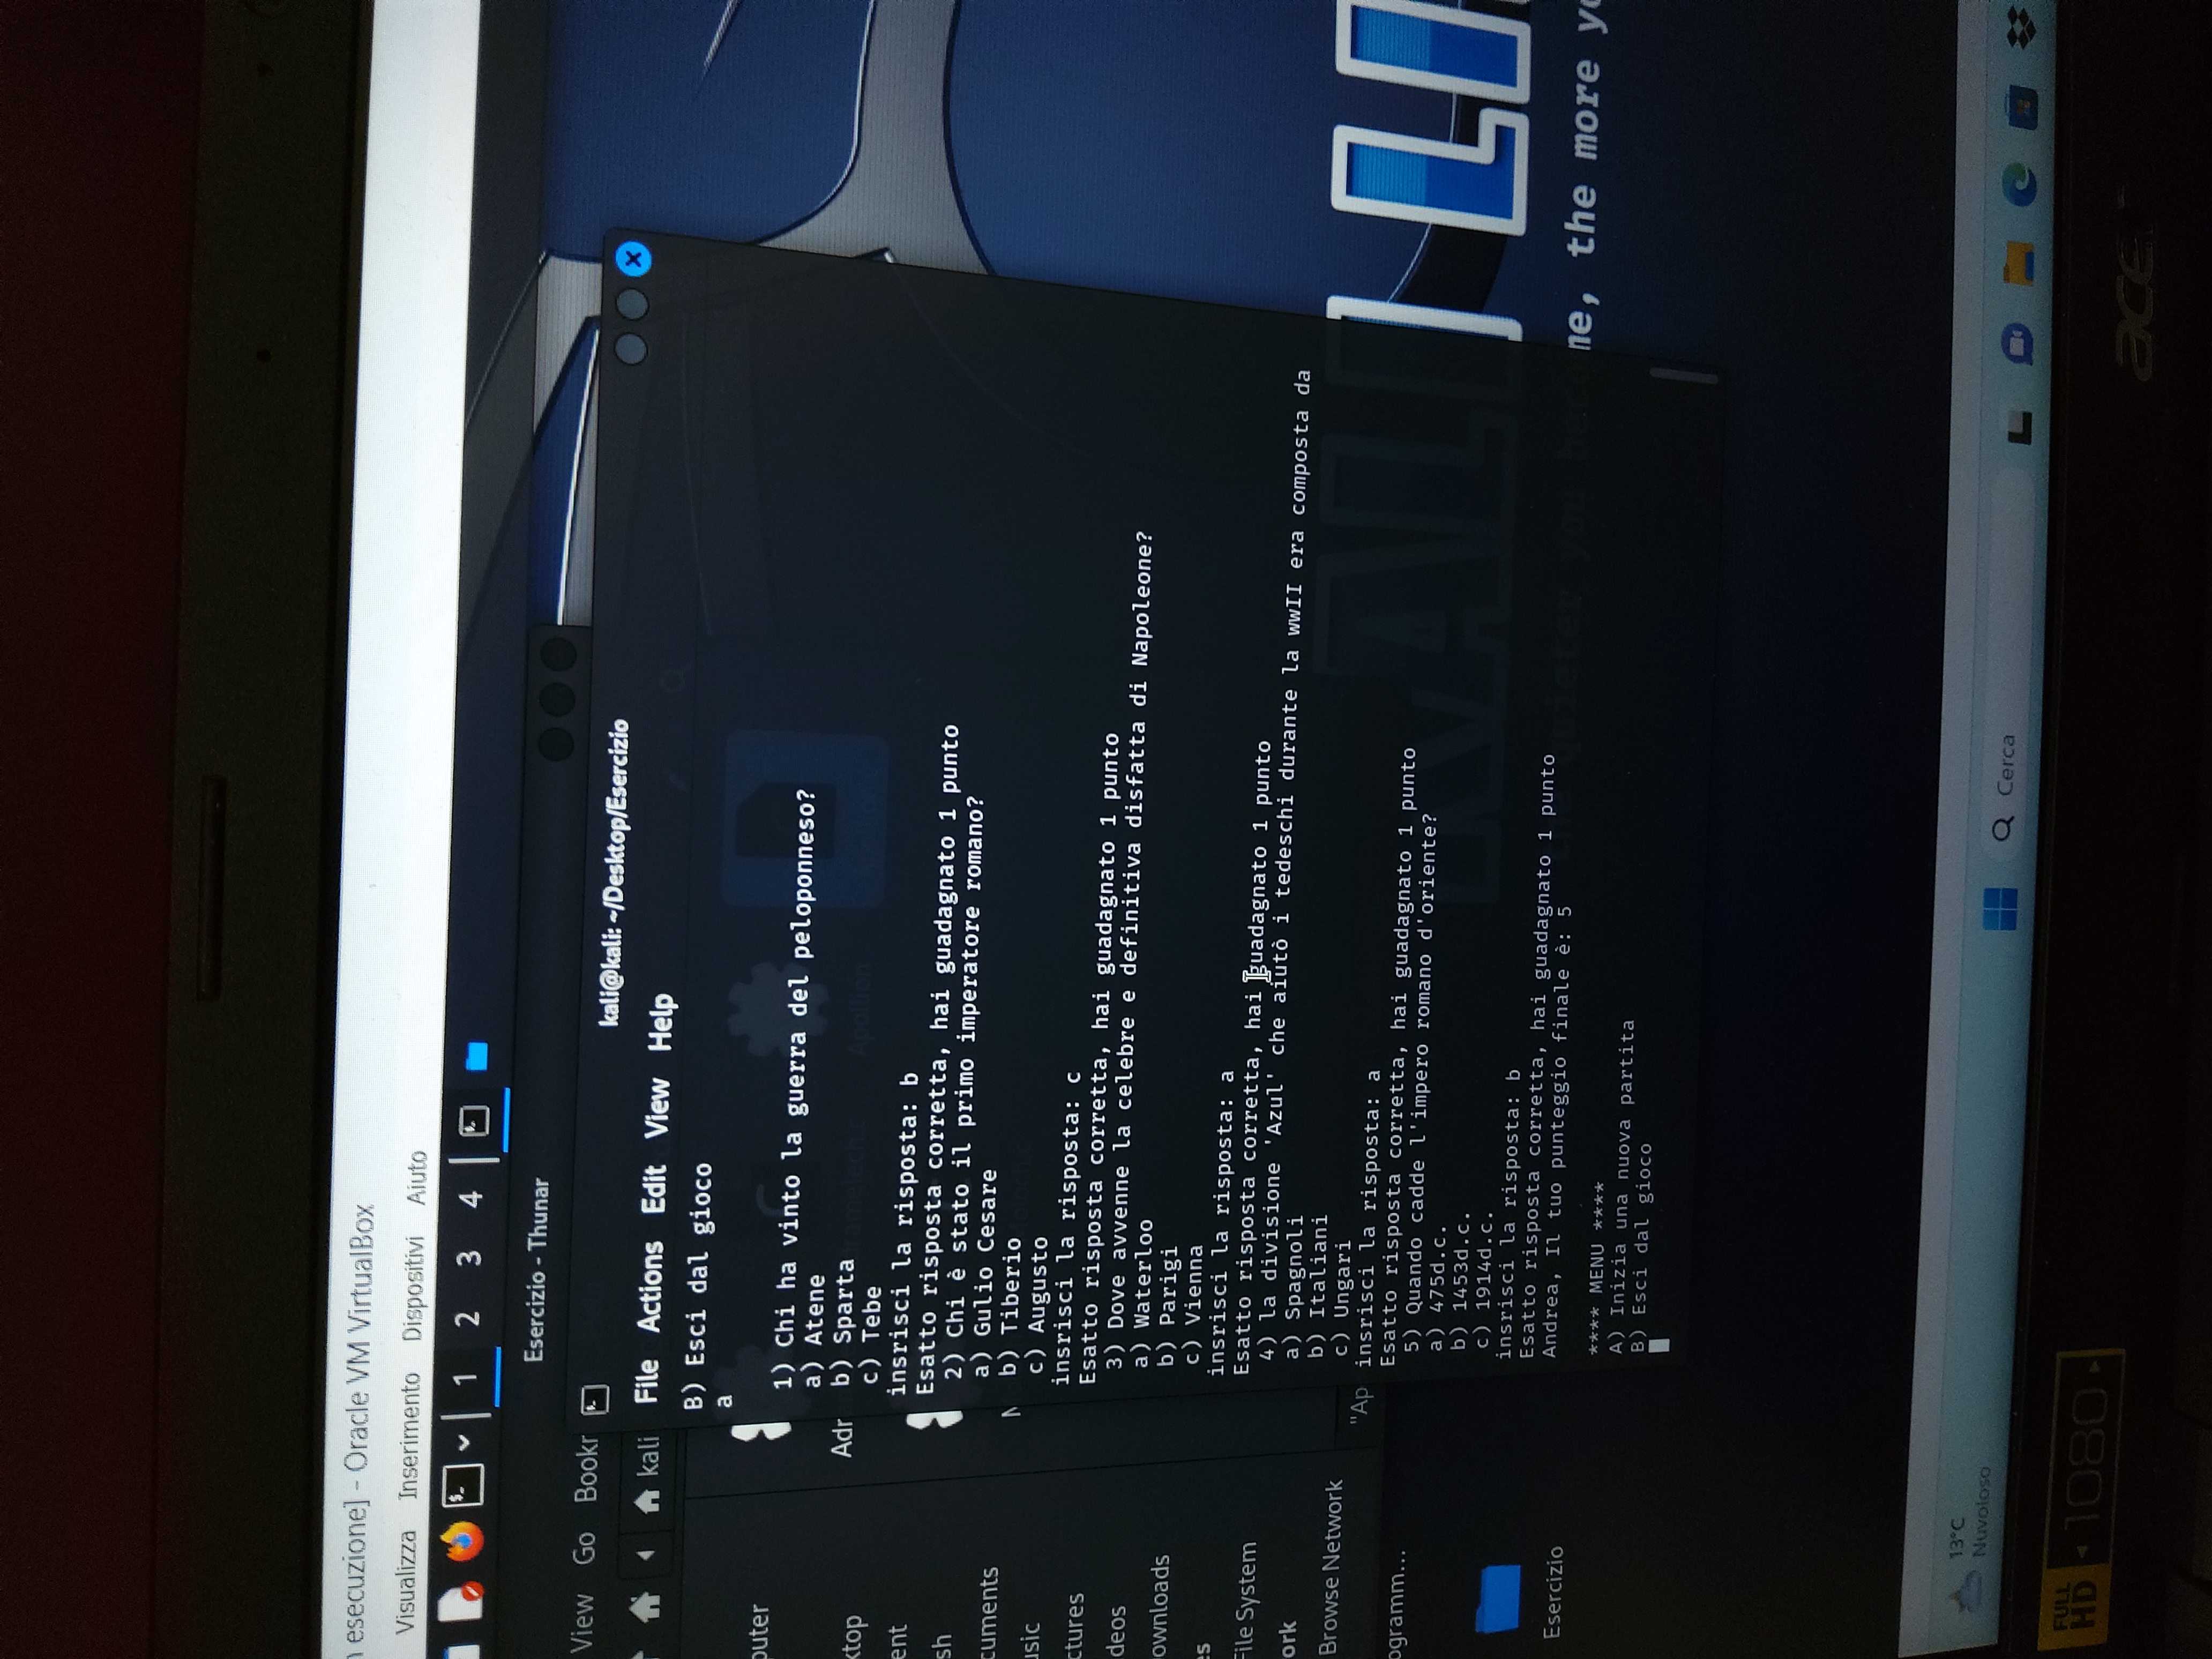 esecuzione] - Oracle VM VirtualBox
Visualizza Inserimento Dispositivi Aiuto
1 2 3 4
Esercizio - Thunar
View Go Bookr
kali
kali@kali: ~/Desktop/Esercizio
File Actions Edit View Help
B) Esci dal gioco
a
1) Chi ha vinto la guerra del peloponneso?
a) Atene
b) Sparta
c) Tebe
insrisci la risposta: b
Esatto risposta corretta, hai guadagnato 1 punto
2) Chi è stato il primo imperatore romano?
a) Gulio Cesare
b) Tiberio
c) Augusto
insrisci la risposta: c
Esatto risposta corretta, hai guadagnato 1 punto
3) Dove avvenne la celebre e definitiva disfatta di Napoleone?
a) Waterloo
b) Parigi
c) Vienna
insrisci la risposta: a
Esatto risposta corretta, hai guadagnato 1 punto
4) la divisione 'Azul' che aiutò i tedeschi durante la wwII era composta da
a) Spagnoli
b) Italiani
c) Ungari
insrisci la risposta: a
Esatto risposta corretta, hai guadagnato 1 punto
5) Quando cadde l'impero romano d'oriente?
a) 475d.c.
b) 1453d.c.
c) 1914d.c.
insrisci la risposta: b
Esatto risposta corretta, hai guadagnato 1 punto
Andrea, Il tuo punteggio finale è: 5
**** MENU ****
A) Inizia una nuova partita
B) Esci dal gioco
puter
Adr
ktop
ent
sh
cuments
usic
ctures
deos
ownloads
es
File System
ork
Browse Network
"Ap
ogramm...
Esercizio
Apollion
KALI LI
the quieter you become, the more yo
13°C
Nuvoloso
Cerca
FULL HD 1080
acer